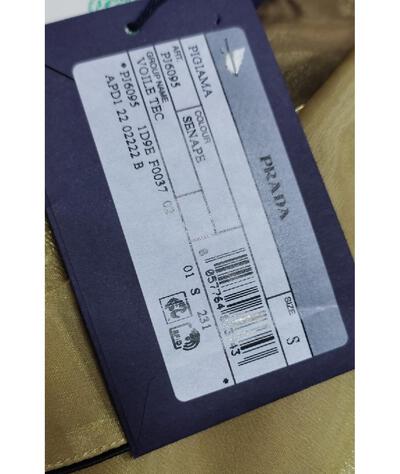 PRADA
PIGIAMA
ART.
PJ6095
COLOUR
SENAPE
SIZE
S
GROUP NAME
VOILE TEC
* PJ6095 1D9E F0037
APD1 22 02222 B
01 S 231